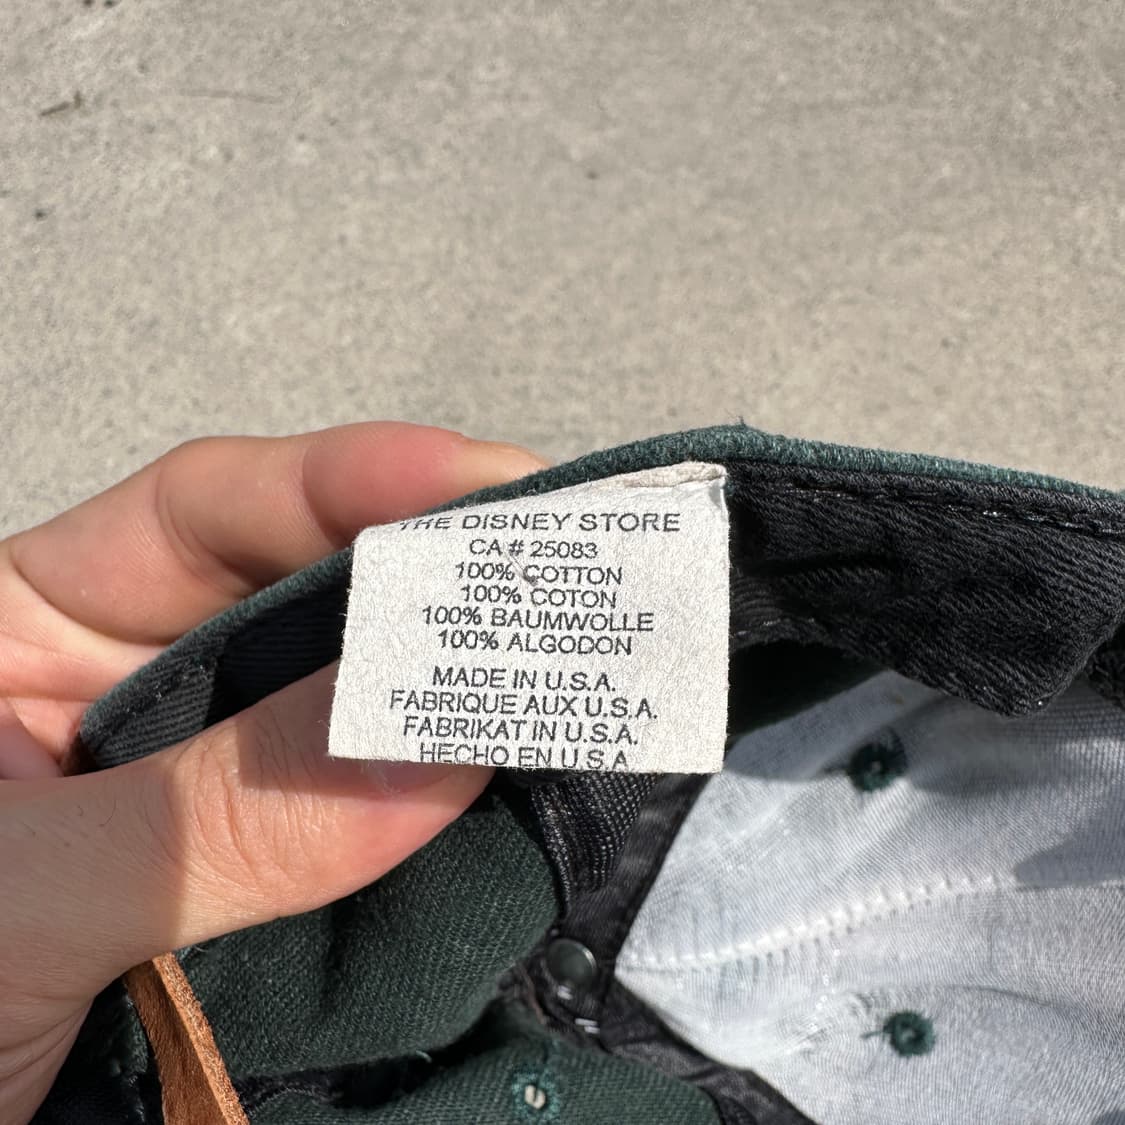 THE DISNEY STORE
CA # 25083
100% COTTON
100% COTON
100% BAUMWOLLE
100% ALGODON
MADE IN U.S.A.
FABRIQUE AUX U.S.A.
FABRIKAT IN U.S.A.
HECHO EN U.S.A